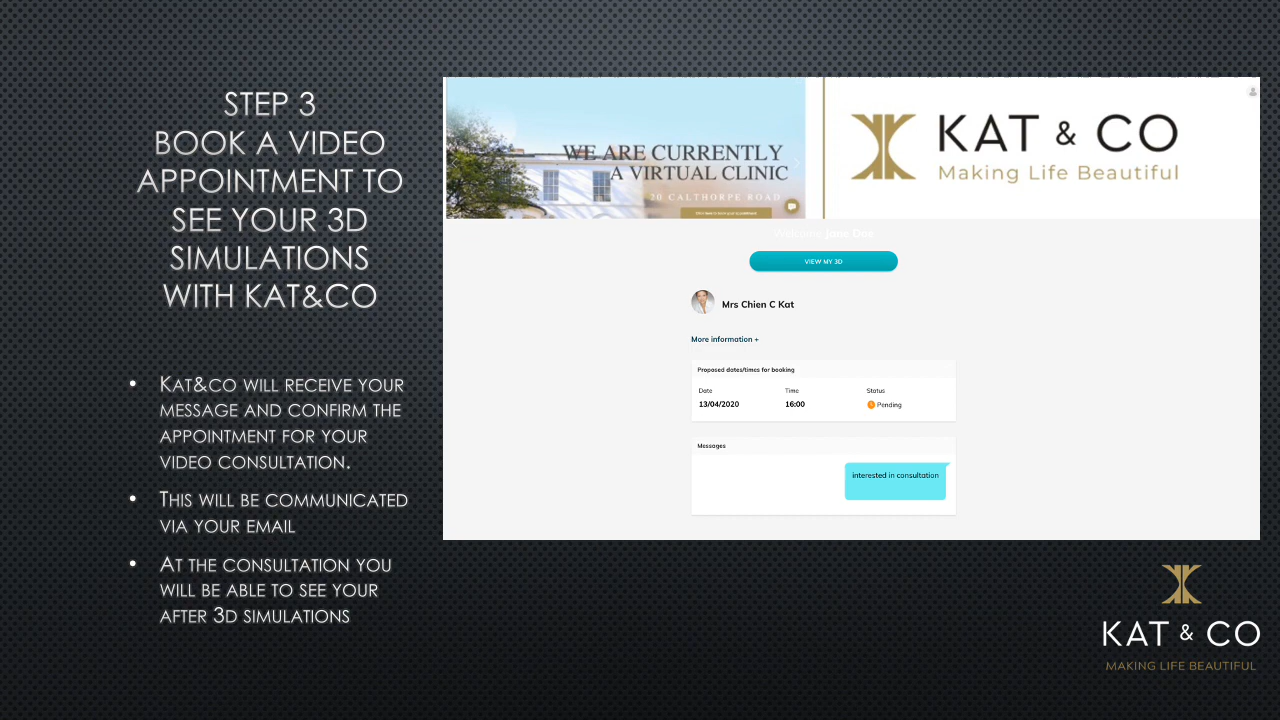 STEP 3
BOOK A VIDEO
APPOINTMENT TO
SEE YOUR 3D
SIMULATIONS
WITH KAT&CO
• KAT&CO WILL RECEIVE YOUR
MESSAGE AND CONFIRM THE
APPOINTMENT FOR YOUR
VIDEO CONSULTATION.
• THIS WILL BE COMMUNICATED
VIA YOUR EMAIL
• AT THE CONSULTATION YOU
WILL BE ABLE TO SEE YOUR
AFTER 3D SIMULATIONS
WE ARE CURRENTLY
A VIRTUAL CLINIC
20 CALTHORPE ROAD
KAT & CO
Making Life Beautiful
Welcome Jane Doe
VIEW MY 3D
Mrs Chien C Kat
More information +
Proposed dates/times for booking
Date Time Status
13/04/2020 16:00 Pending
Messages
interested in consultation
KAT & CO
MAKING LIFE BEAUTIFUL